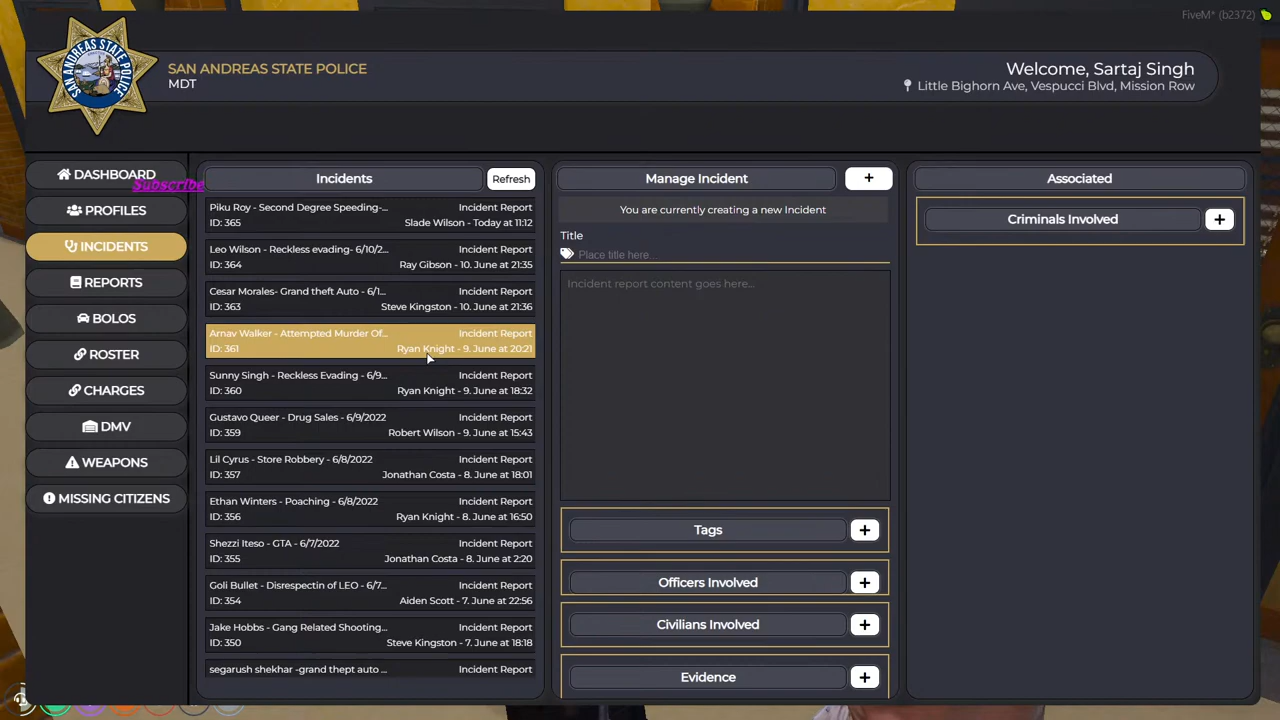 FiveM* (b2372)
SAN ANDREAS STATE POLICE
SAN ANDREAS STATE POLICE
MDT
Welcome, Sartaj Singh
Little Bighorn Ave, Vespucci Blvd, Mission Row
DASHBOARD
Subscribe
PROFILES
INCIDENTS
REPORTS
BOLOS
ROSTER
CHARGES
DMV
WEAPONS
MISSING CITIZENS
Incidents
Refresh
Piku Roy - Second Degree Speeding-... Incident Report
ID: 365 Slade Wilson - Today at 11:12
Leo Wilson - Reckless evading- 6/10/2... Incident Report
ID: 364 Ray Gibson - 10. June at 21:35
Cesar Morales- Grand theft Auto - 6/1... Incident Report
ID: 363 Steve Kingston - 10. June at 21:36
Arnav Walker - Attempted Murder Of... Incident Report
ID: 361 Ryan Knight - 9. June at 20:21
Sunny Singh - Reckless Evading - 6/9... Incident Report
ID: 360 Ryan Knight - 9. June at 18:32
Gustavo Queer - Drug Sales - 6/9/2022 Incident Report
ID: 359 Robert Wilson - 9. June at 15:43
Lil Cyrus - Store Robbery - 6/8/2022 Incident Report
ID: 357 Jonathan Costa - 8. June at 18:01
Ethan Winters - Poaching - 6/8/2022 Incident Report
ID: 356 Ryan Knight - 8. June at 16:50
Shezzi Iteso - GTA - 6/7/2022 Incident Report
ID: 355 Jonathan Costa - 8. June at 2:20
Goli Bullet - Disrespectin of LEO - 6/7... Incident Report
ID: 354 Aiden Scott - 7. June at 22:56
Jake Hobbs - Gang Related Shooting... Incident Report
ID: 350 Steve Kingston - 7. June at 18:18
segarush shekhar -grand thept auto ... Incident Report
Manage Incident
+
You are currently creating a new Incident
Title
Place title here...
Incident report content goes here...
Tags +
Officers Involved +
Civilians Involved +
Evidence +
Associated
Criminals Involved +